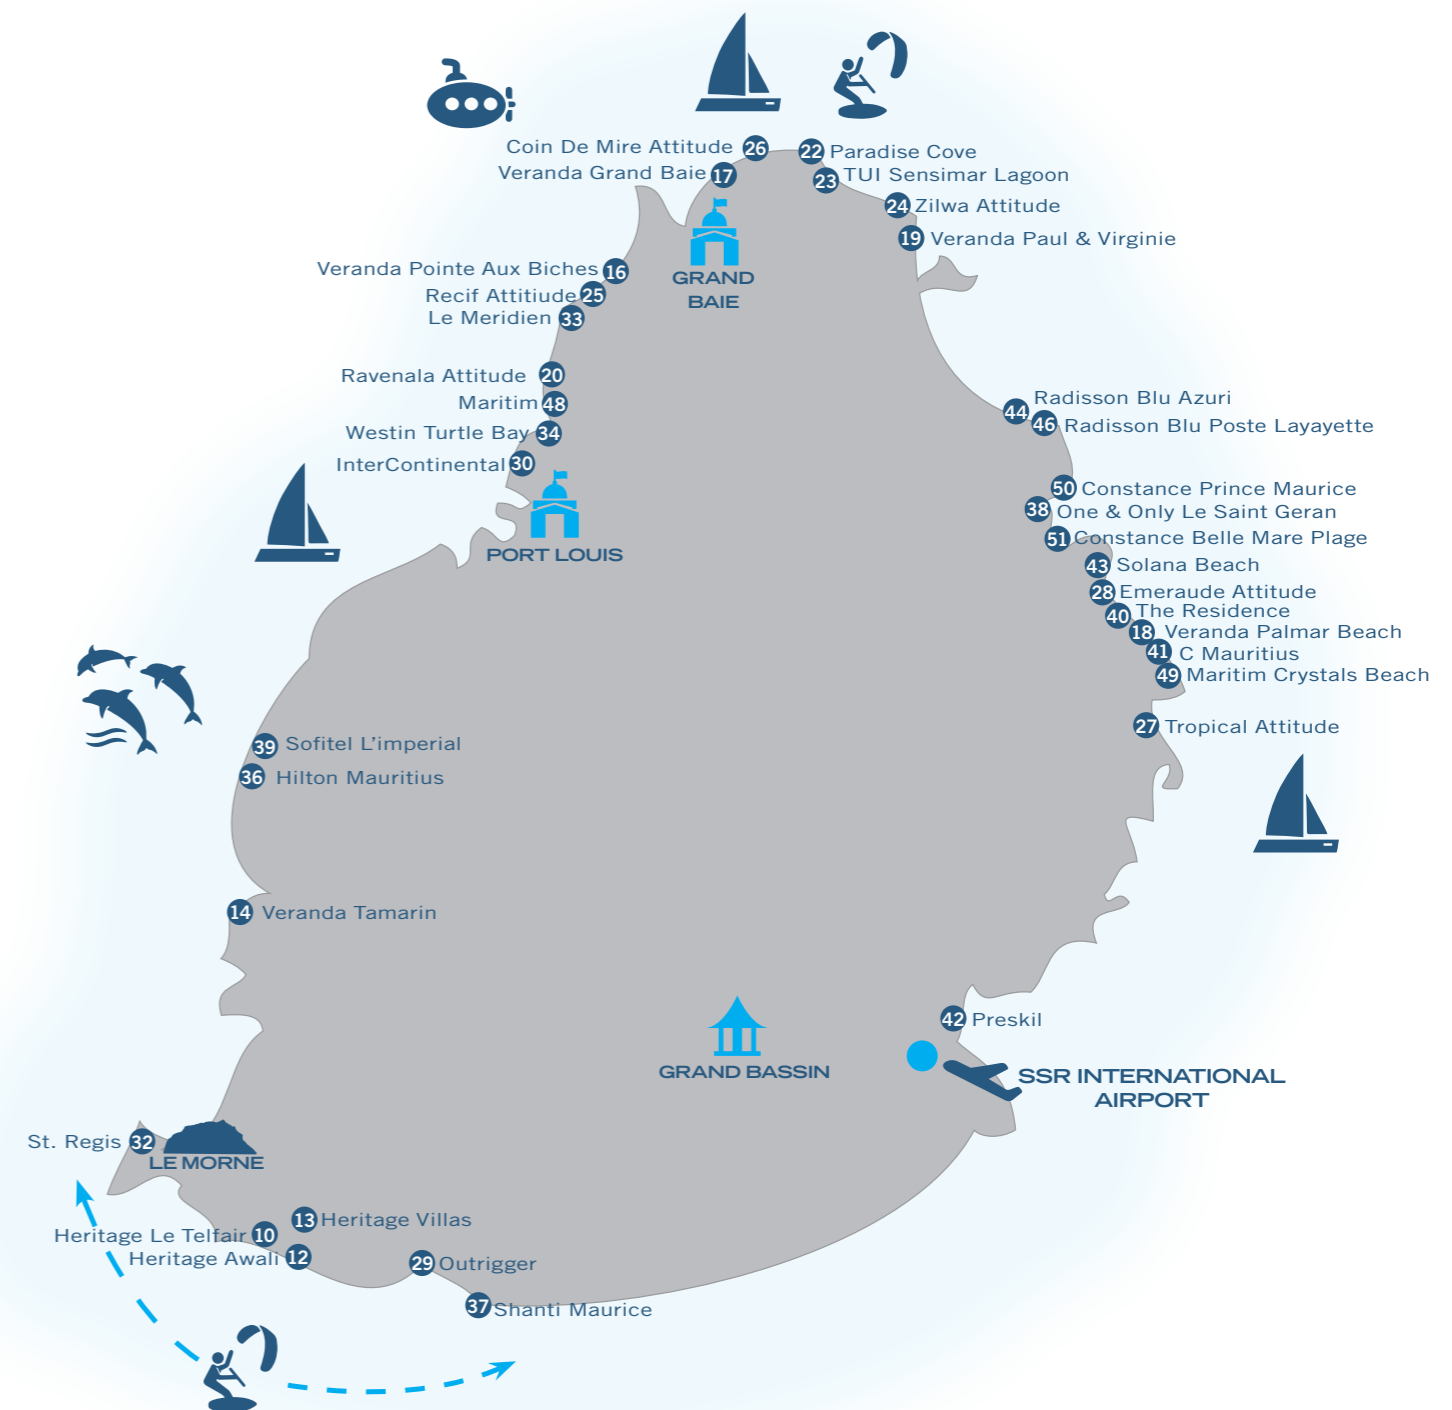 Coin De Mire Attitude 26
22 Paradise Cove
Veranda Grand Baie 17
23 TUI Sensimar Lagoon
24 Zilwa Attitude
19 Veranda Paul & Virginie
Veranda Pointe Aux Biches 16
GRAND
BAIE
Recif Attitiude 25
Le Meridien 33
Ravenala Attitude 20
Maritim 48
Westin Turtle Bay 34
InterContinental 30
PORT LOUIS
44 Radisson Blu Azuri
46 Radisson Blu Poste Layayette
50 Constance Prince Maurice
38 One & Only Le Saint Geran
51 Constance Belle Mare Plage
43 Solana Beach
28 Emeraude Attitude
40 The Residence
18 Veranda Palmar Beach
41 C Mauritius
49 Maritim Crystals Beach
27 Tropical Attitude
39 Sofitel L'imperial
36 Hilton Mauritius
14 Veranda Tamarin
42 Preskil
GRAND BASSIN
SSR INTERNATIONAL
AIRPORT
St. Regis 32
LE MORNE
13 Heritage Villas
Heritage Le Telfair 10
Heritage Awali 12
29 Outrigger
37 Shanti Maurice